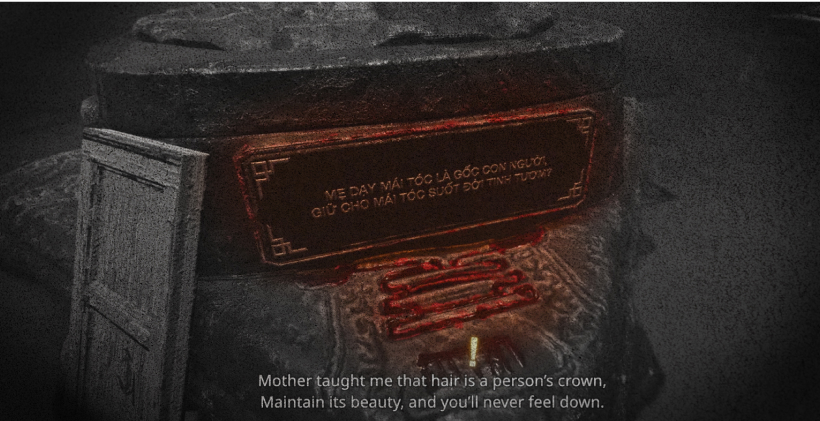 MẸ DẠY MÁI TÓC LÀ GỐC CON NGƯỜI,
GIỮ CHO MÁI TÓC SUỐT ĐỜI TINH TƯƠM?
Mother taught me that hair is a person's crown,
Maintain its beauty, and you'll never feel down.